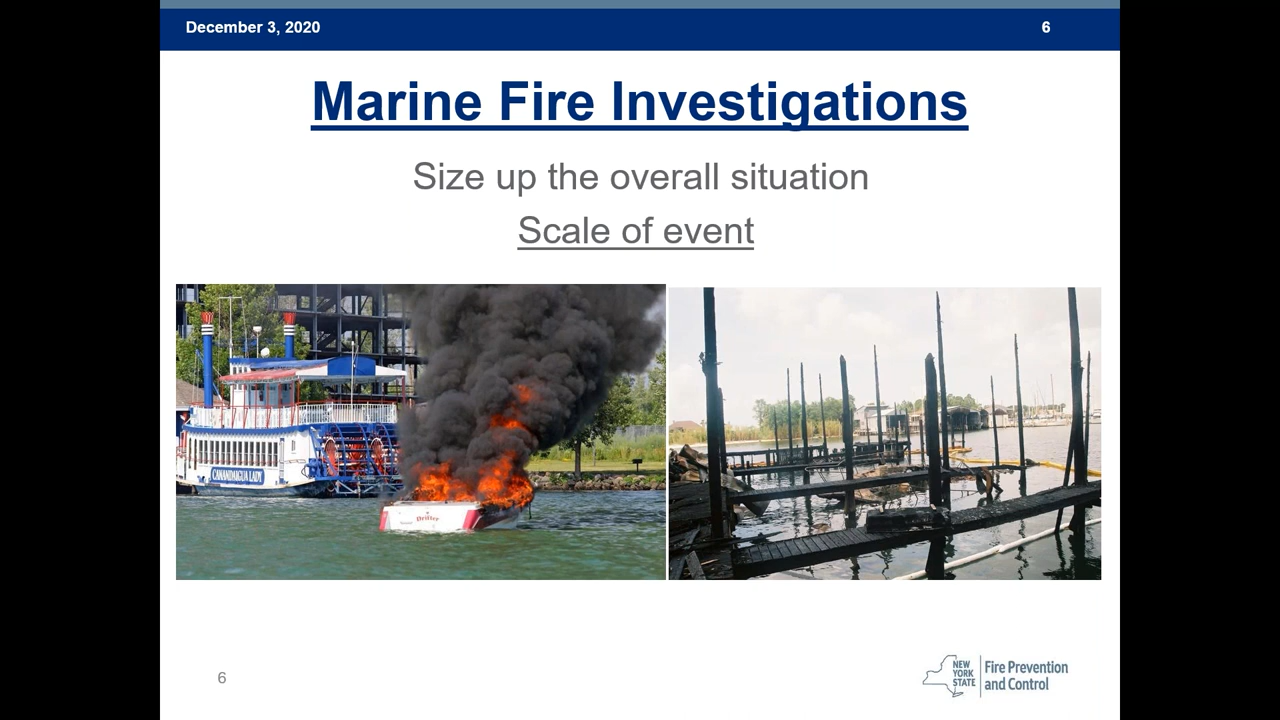 December 3, 2020
6
Marine Fire Investigations
Size up the overall situation
Scale of event
CANANDAIGUA LADY
Drifter
6
NEW
YORK
STATE
Fire Prevention
and Control